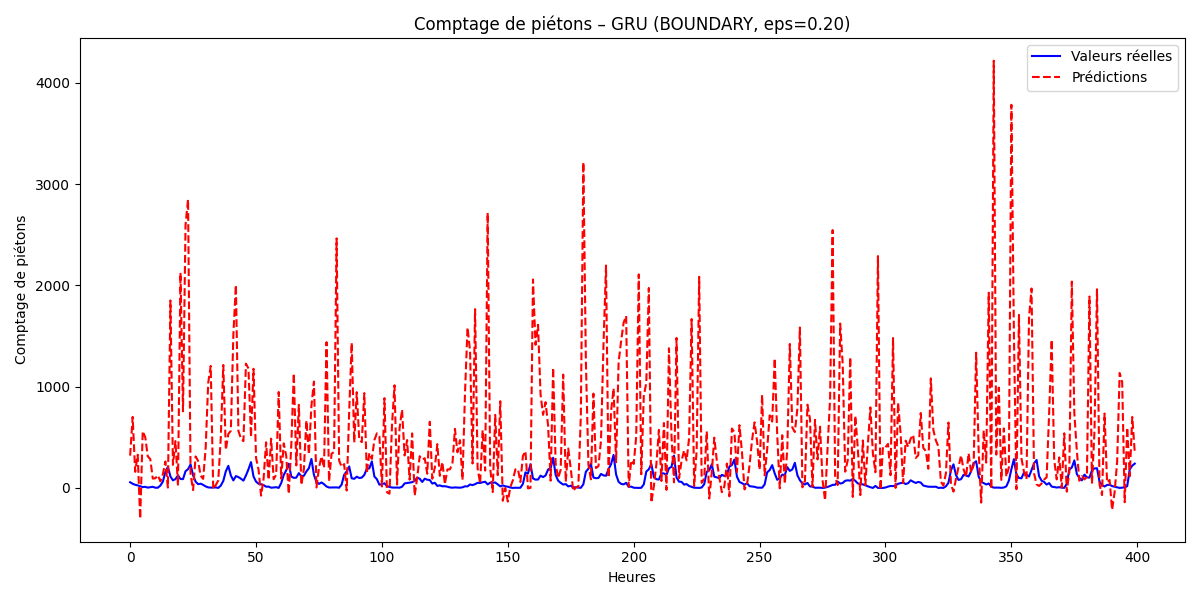 Comptage de piétons – GRU (BOUNDARY, eps=0.20)
Valeurs réelles
Prédictions
Comptage de piétons
4000
3000
2000
1000
0
0 50 100 150 200 250 300 350 400
Heures